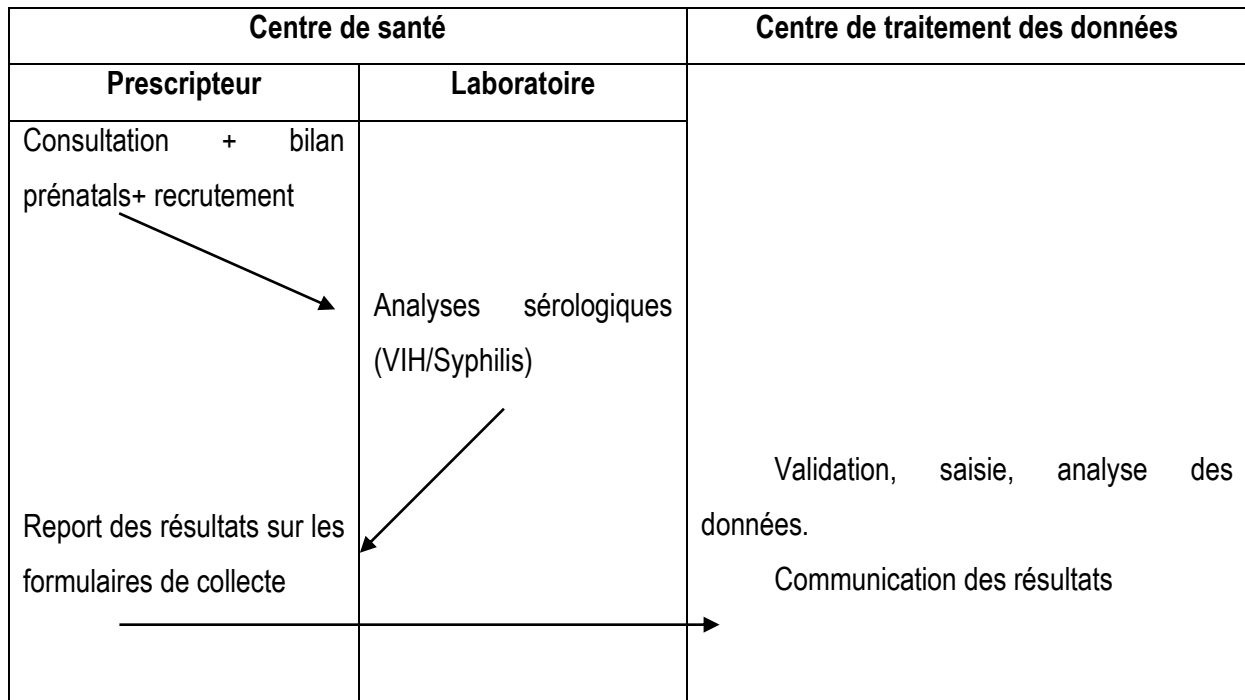 Centre de santé
Centre de traitement des données
Prescripteur
Laboratoire
Consultation + bilan
prénatals+ recrutement
Analyses sérologiques
(VIH/Syphilis)
Report des résultats sur les
formulaires de collecte
Validation, saisie, analyse des
données.
Communication des résultats